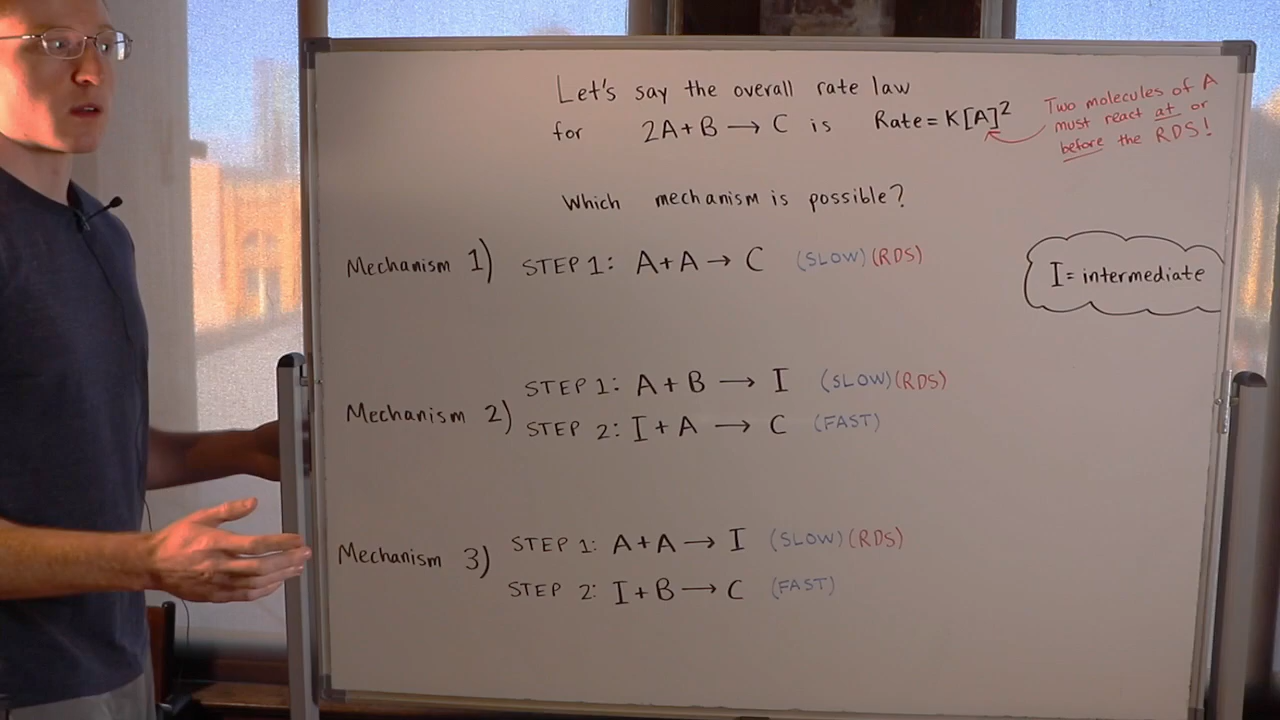 Let's say the overall rate law
for 2A+B → C is Rate = K[A]²
Two molecules of A
must react at or
before the RDS!
Which mechanism is possible?
Mechanism 1) STEP 1: A+A → C (SLOW)(RDS)
I = intermediate
Mechanism 2)
STEP 1: A+B → I (SLOW)(RDS)
STEP 2: I+A → C (FAST)
Mechanism 3)
STEP 1: A+A → I (SLOW)(RDS)
STEP 2: I+B → C (FAST)